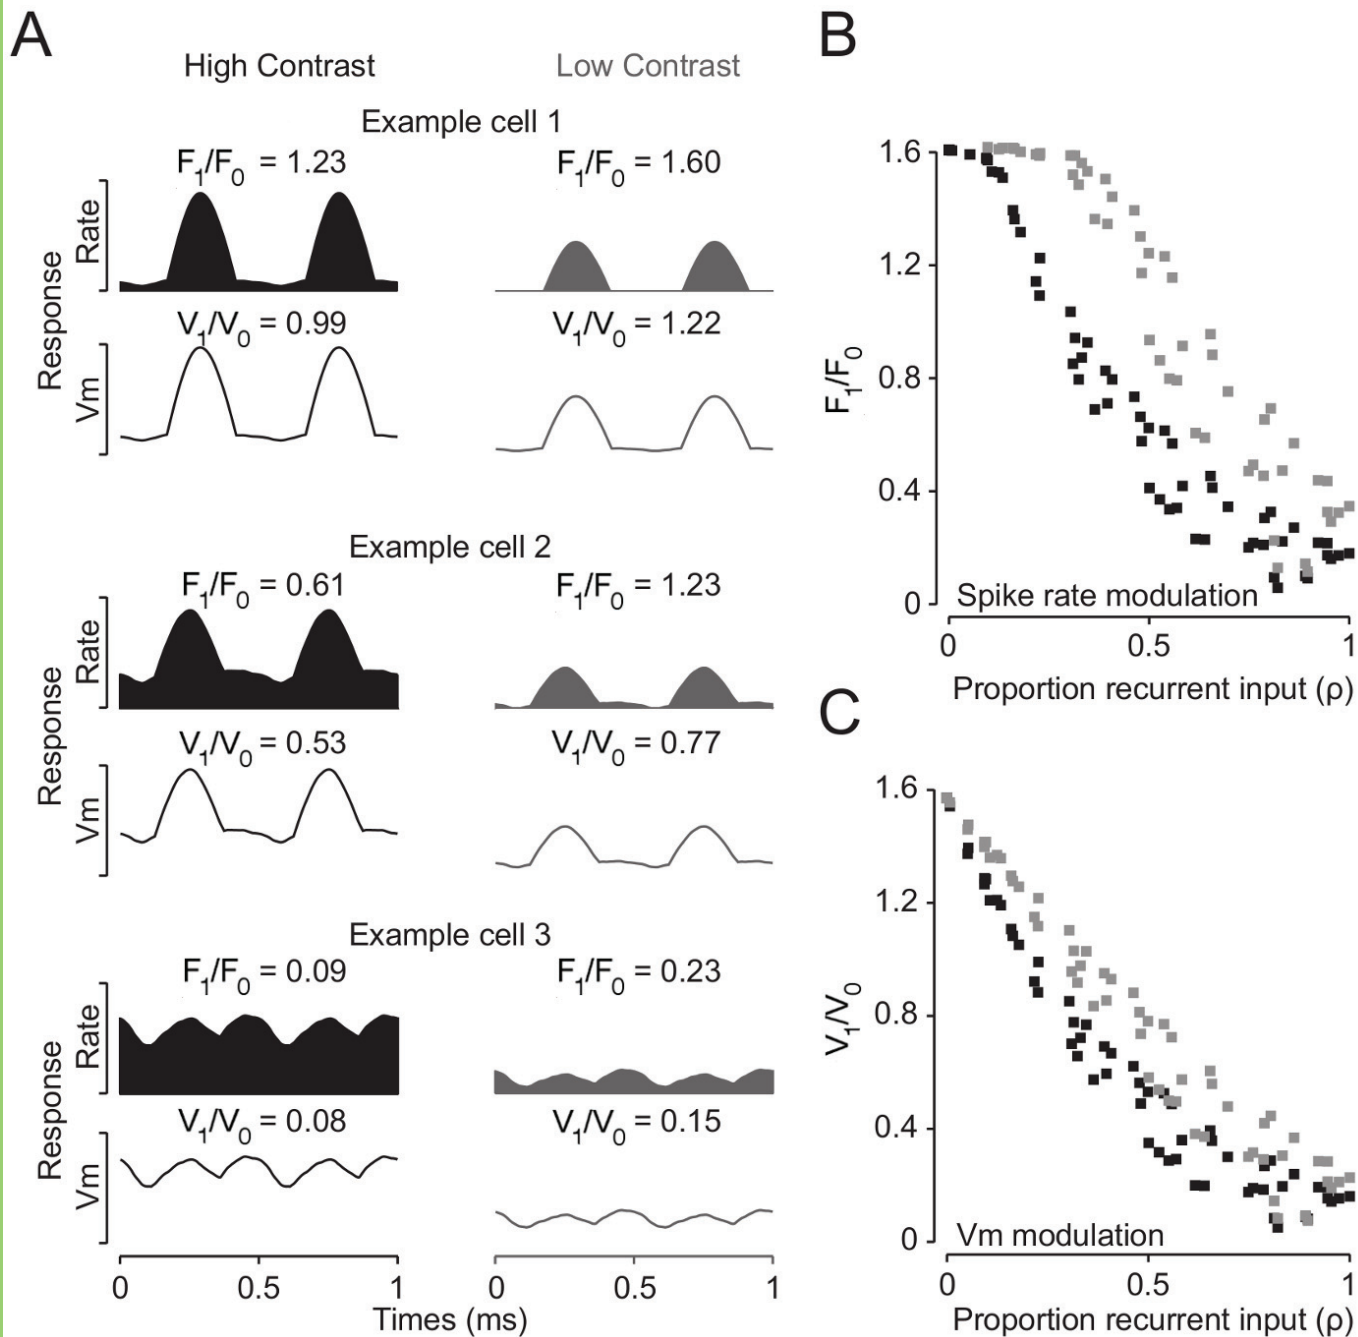 A
High Contrast
Low Contrast
Example cell 1
F1/F0 = 1.23
F1/F0 = 1.60
Rate
V1/V0 = 0.99
V1/V0 = 1.22
Response
Vm
Example cell 2
F1/F0 = 0.61
F1/F0 = 1.23
Rate
V1/V0 = 0.53
V1/V0 = 0.77
Response
Vm
Example cell 3
F1/F0 = 0.09
F1/F0 = 0.23
Rate
V1/V0 = 0.08
V1/V0 = 0.15
Response
Vm
0 0.5 1
0 0.5 1
Times (ms)
B
1.6
1.2
0.8
0.4
0
F1/F0
Spike rate modulation
0 0.5 1
Proportion recurrent input (ρ)
C
1.6
1.2
0.8
0.4
0
V1/V0
Vm modulation
0 0.5 1
Proportion recurrent input (ρ)